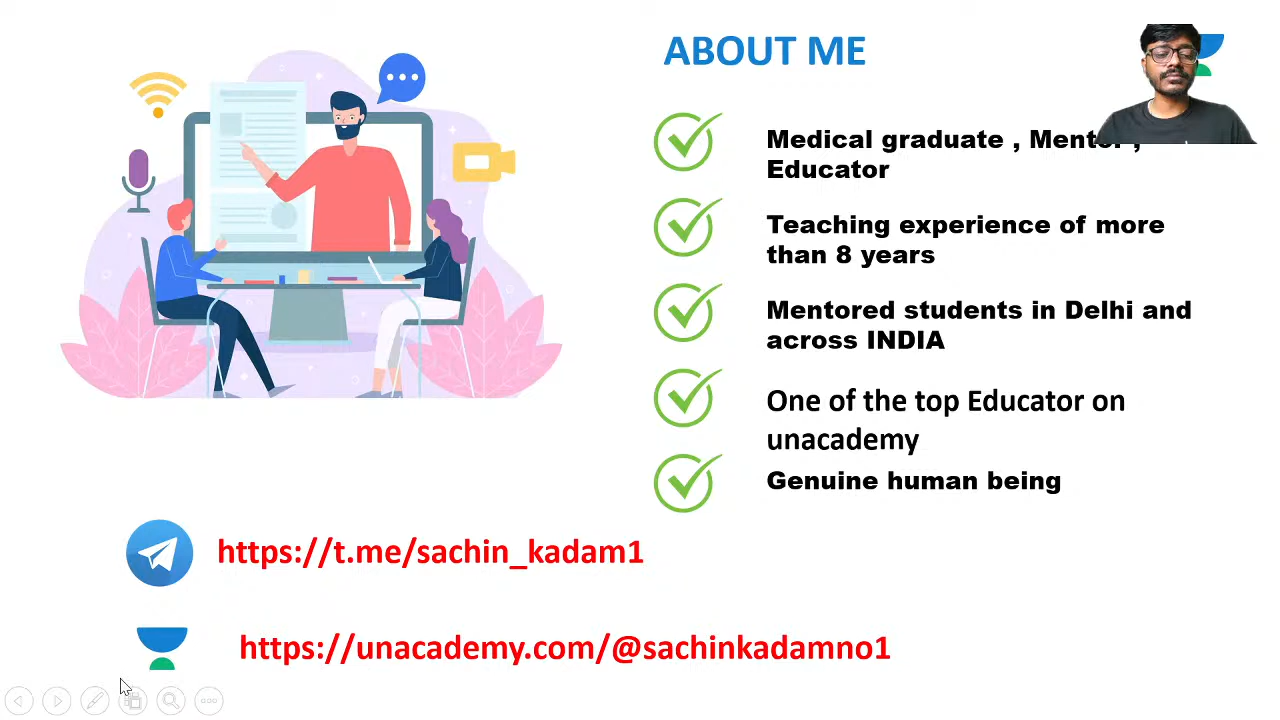 ABOUT ME
Medical graduate , Mentor ,
Educator
Teaching experience of more
than 8 years
Mentored students in Delhi and
across INDIA
One of the top Educator on
unacademy
Genuine human being
https://t.me/sachin_kadam1
https://unacademy.com/@sachinkadamno1